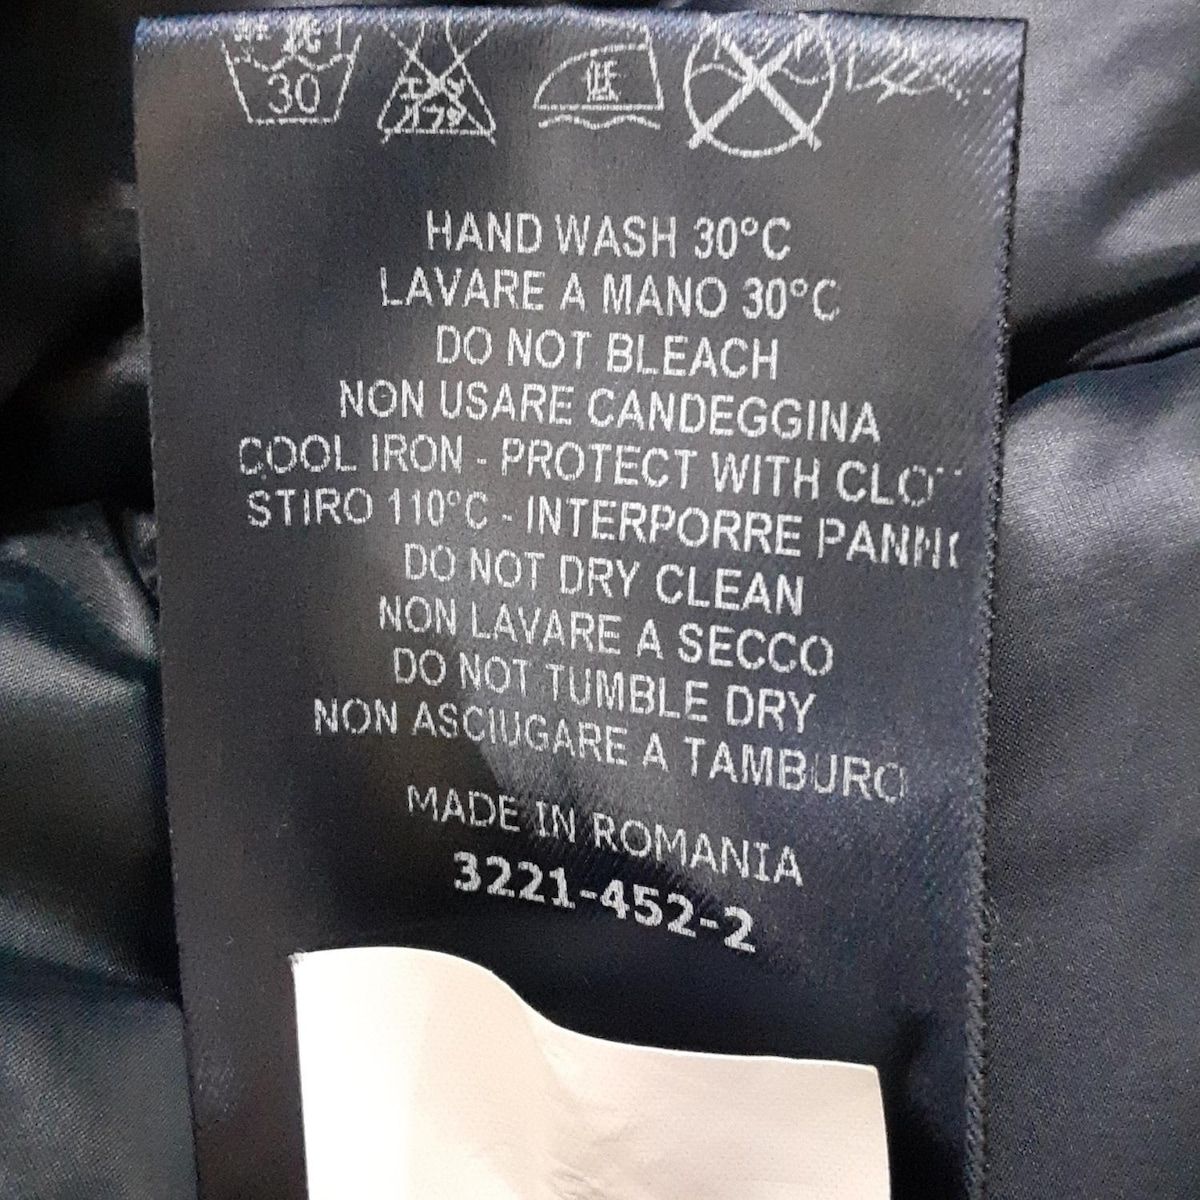 30
HAND WASH 30°C
LAVARE A MANO 30°C
DO NOT BLEACH
NON USARE CANDEGGINA
COOL IRON - PROTECT WITH
STIRO 110°C - INTERPORRE
DO NOT DRY CLEAN
NON LAVARE A SECCO
DO NOT TUMBLE DRY
NON ASCIUGARE A TAMBURO
MADE IN ROMANIA
3221-452-2